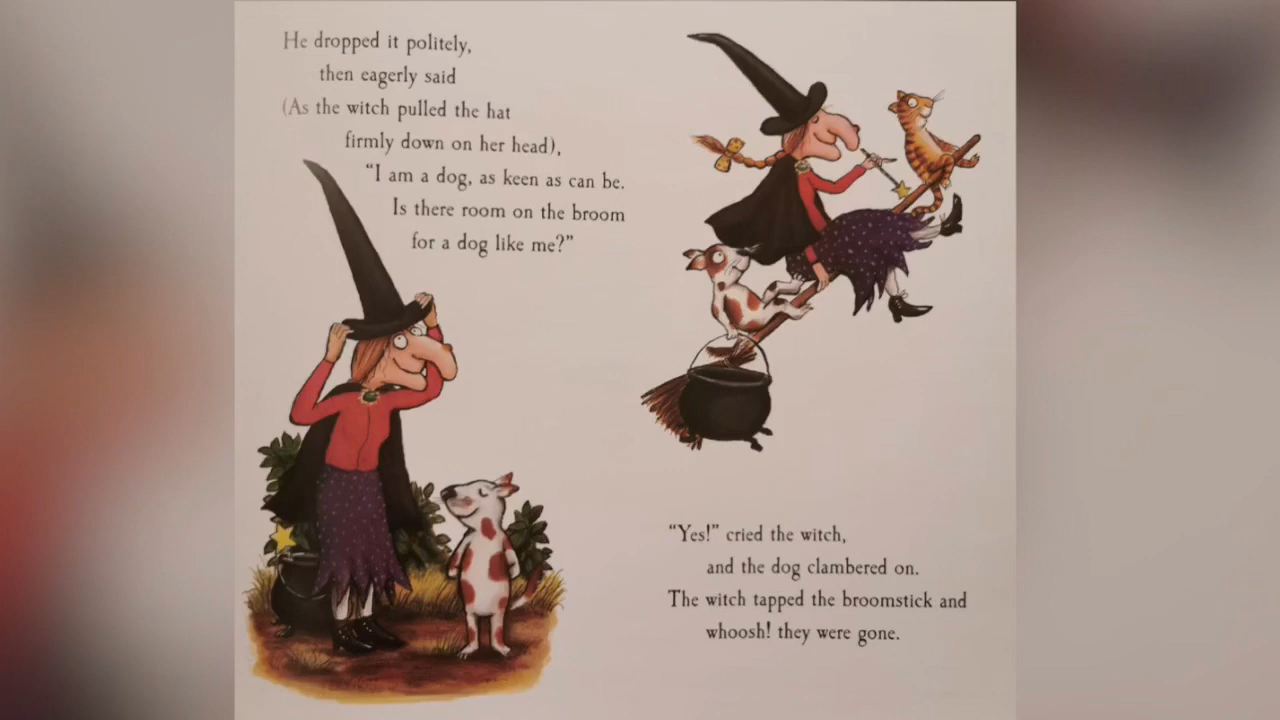 He dropped it politely,
then eagerly said
(As the witch pulled the hat
firmly down on her head),
“I am a dog, as keen as can be.
Is there room on the broom
for a dog like me?”
“Yes!” cried the witch,
and the dog clambered on.
The witch tapped the broomstick and
whoosh! they were gone.